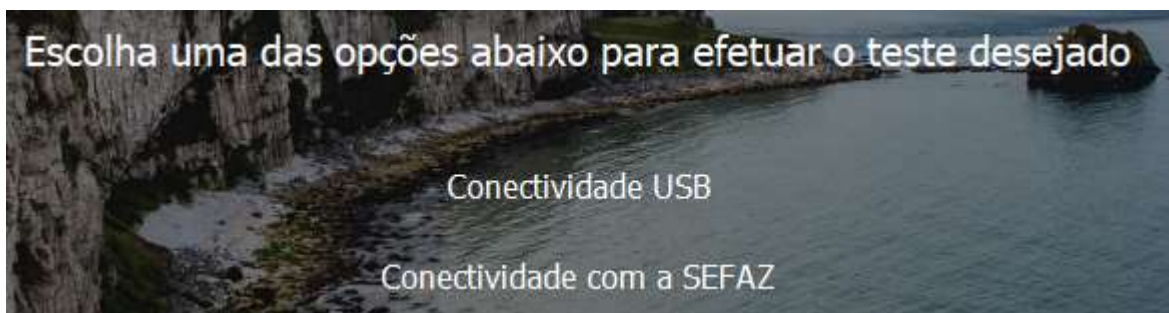 Escolha uma das opções abaixo para efetuar o teste desejado
Conectividade USB
Conectividade com a SEFAZ